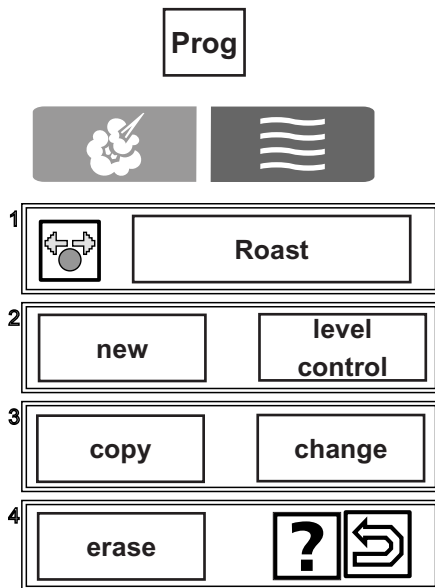 Prog
1
Roast
2
new
level
control
3
copy
change
4
erase
?